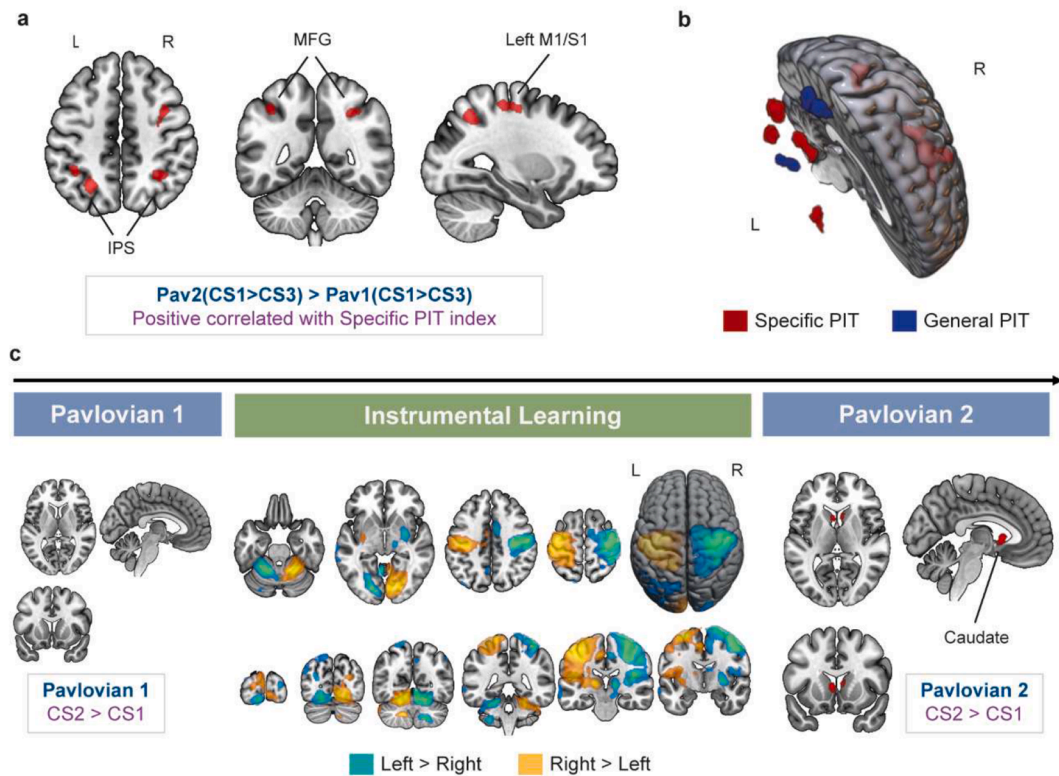 a
L
R
MFG
Left M1/S1
IPS
Pav2(CS1>CS3) > Pav1(CS1>CS3)
Positive correlated with Specific PIT index
b
R
L
Specific PIT
General PIT
c
Pavlovian 1
Instrumental Learning
Pavlovian 2
L
R
Caudate
Pavlovian 1
CS2 > CS1
Pavlovian 2
CS2 > CS1
Left > Right
Right > Left